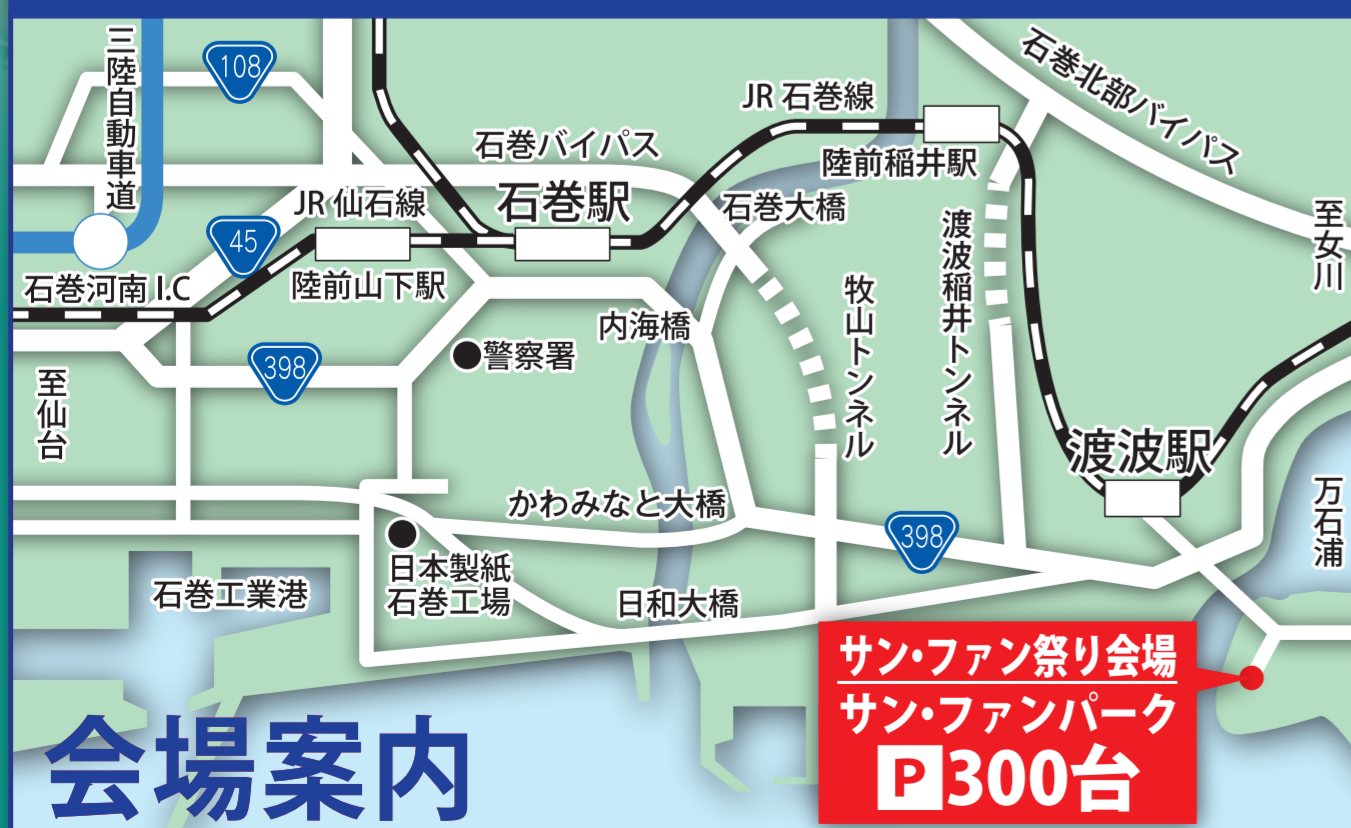 三陸自動車道
108
石巻北部バイパス
JR 石巻線
石巻バイパス
陸前稲井駅
JR 仙石線
石巻駅
石巻大橋
渡波稲井トンネル
至女川
45
石巻河南 I.C
陸前山下駅
牧山トンネル
内海橋
警察署
398
至仙台
渡波駅
万石浦
かわみなと大橋
398
日本製紙
石巻工場
石巻工業港
日和大橋
サン・ファン祭り会場
サン・ファンパーク
P300台
会場案内